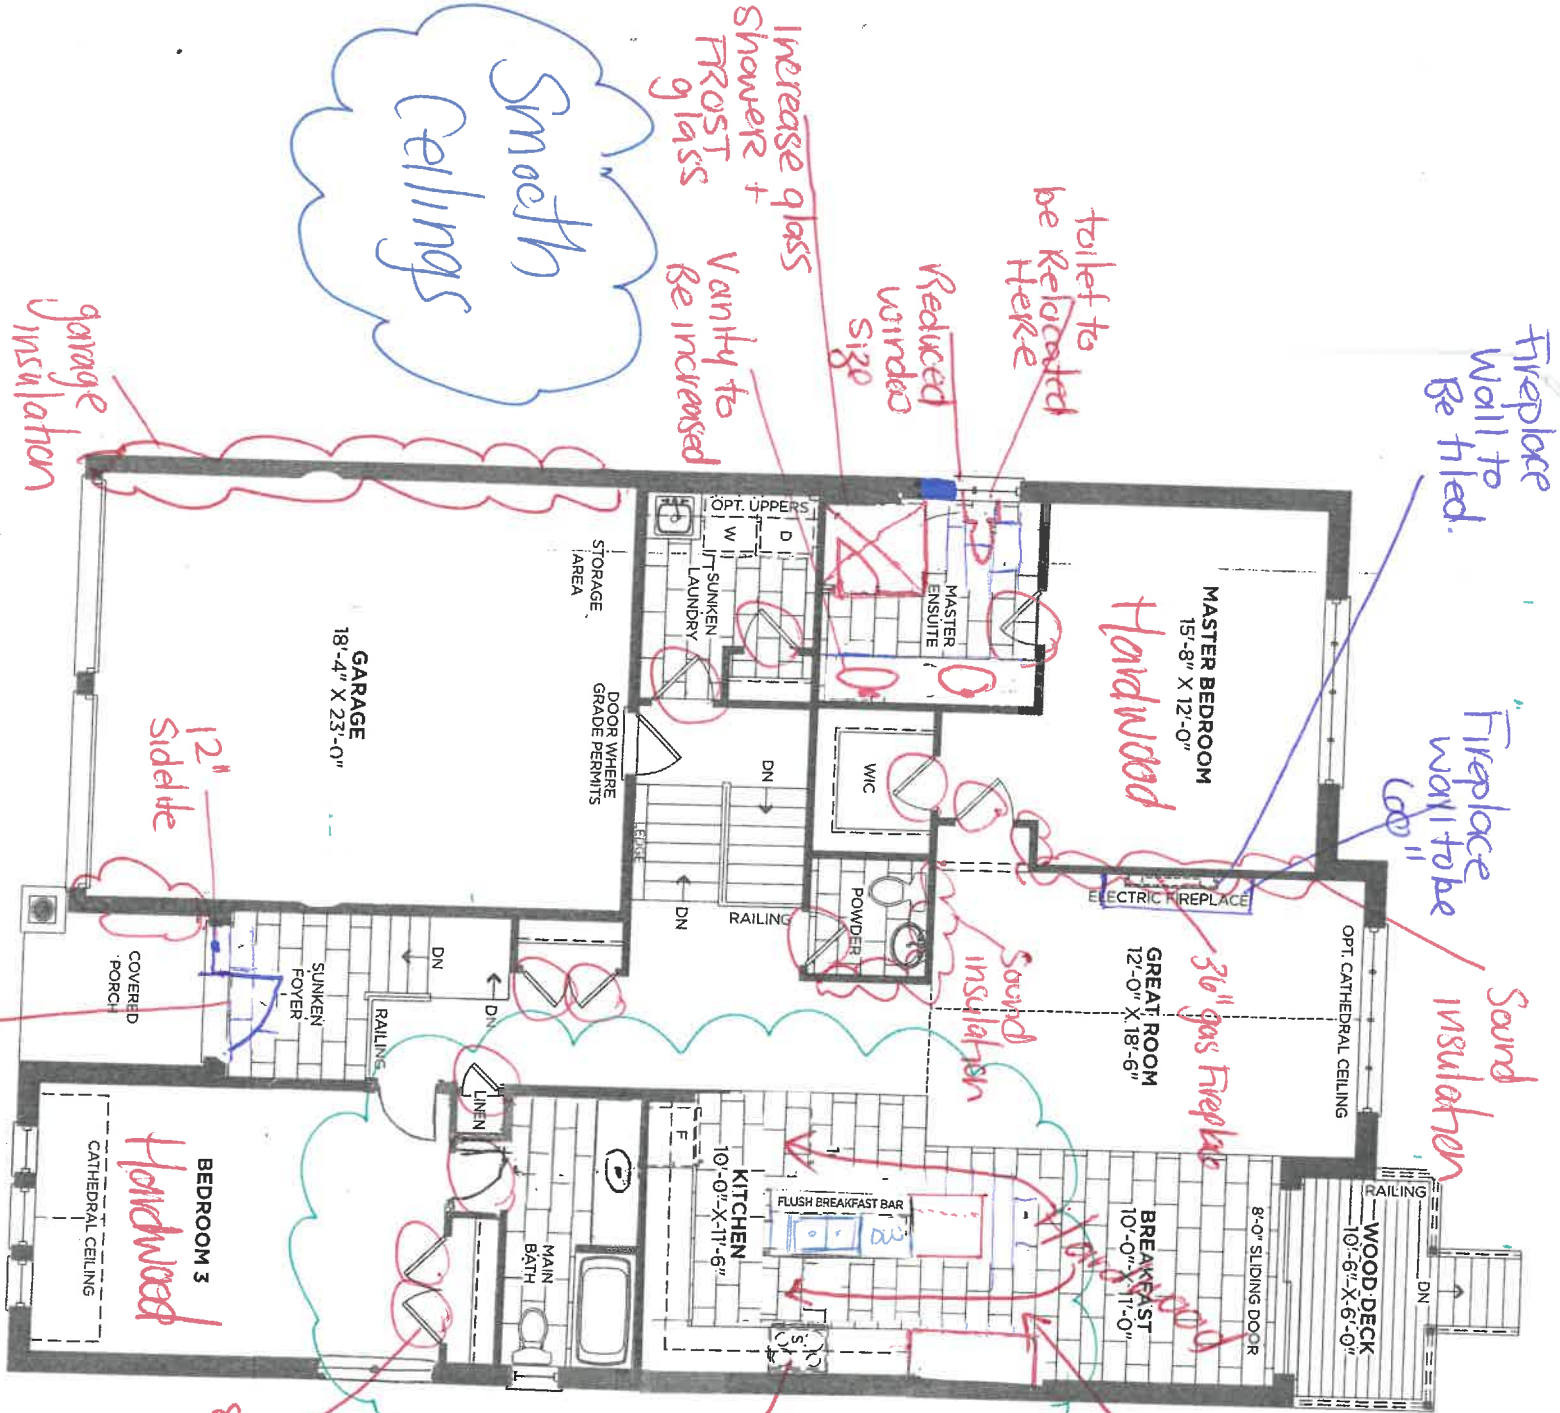 Fireplace
Wall to
Be tiled.
Fireplace
wall to be
Sound
insulation
toilet to
be Relocated
HERE
Reduced
window
size
Increase glass
shower +
FROST
glass
Vanity to
Be increased
Smooth
Ceilings
garage
insulation
12"
Sidelite
MASTER BEDROOM
15'-8" X 12'-0"
Hardwood
ELECTRIC FIREPLACE
36" gas Fireplace
OPT. CATHEDRAL CEILING
GREAT ROOM
12'-0" X 18'-6"
Sound
insulation
RAILING
WOOD DECK
10'-6" X 6'-0"
DN
8'-0" SLIDING DOOR
BREAKFAST
10'-0" X 11'-0"
Hardwood
MASTER
ENSUITE
WIC
POWDER
OPT. UPPERS
W
D
SUNKEN
LAUNDRY
DN
DN
RAILING
LEDGE
FLUSH BREAKFAST BAR
DW
KITCHEN
10'-0" X 11'-6"
F
S
STORAGE
AREA
DOOR WHERE
GRADE PERMITS
GARAGE
18'-4" X 23'-0"
DN
DN
RAILING
SUNKEN
FOYER
COVERED
PORCH
LINEN
MAIN
BATH
BEDROOM 3
Hardwood
CATHEDRAL CEILING